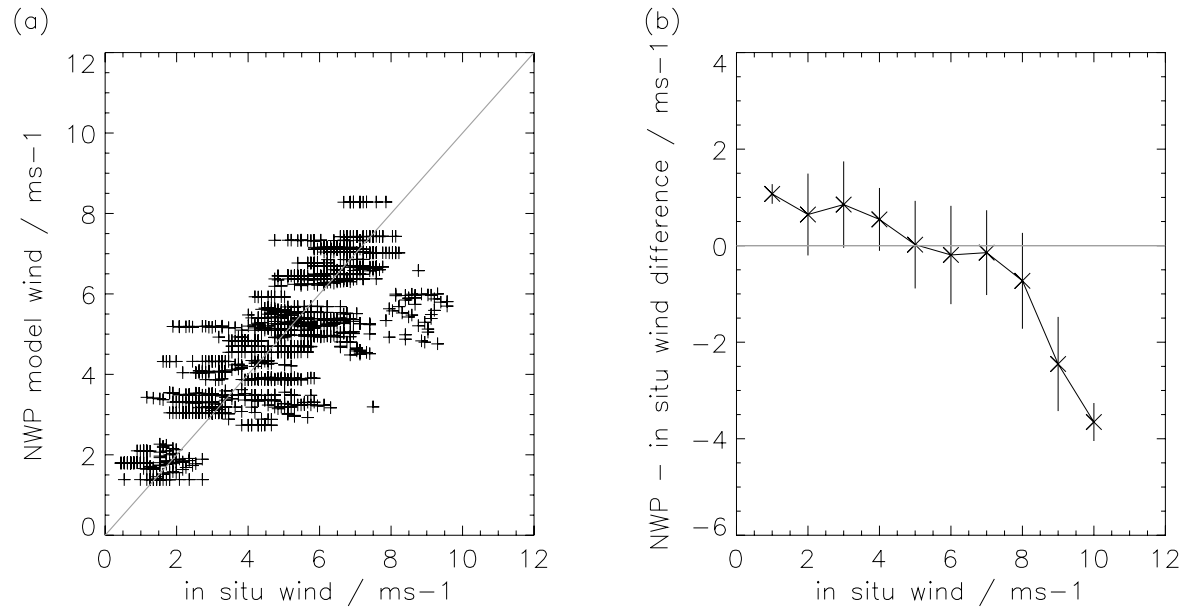 (a)
NWP model wind / ms-1
12
10
8
6
4
2
0
0 2 4 6 8 10 12
in situ wind / ms-1
(b)
NWP - in situ wind difference / ms-1
4
2
0
-2
-4
-6
0 2 4 6 8 10 12
in situ wind / ms-1